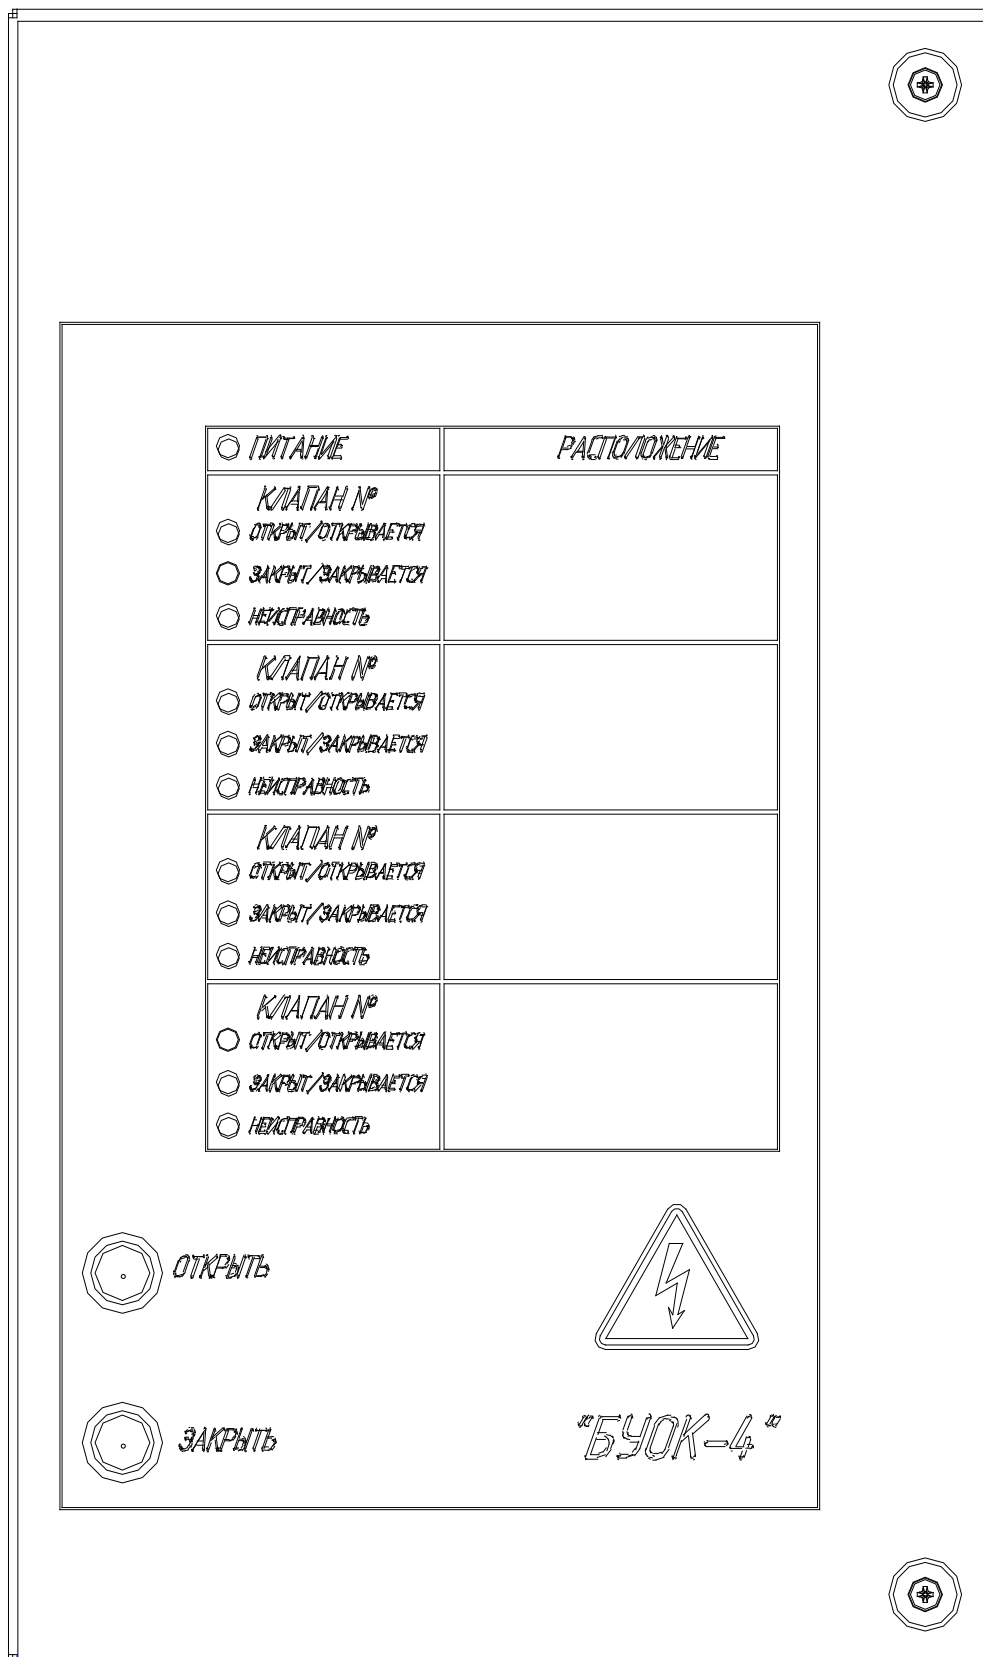 ПИТАНИЕ РАСПОЛОЖЕНИЕ
КЛАПАН №
ОТКРЫТ/ОТКРЫВАЕТСЯ
ЗАКРЫТ/ЗАКРЫВАЕТСЯ
НЕИСПРАВНОСТЬ
КЛАПАН №
ОТКРЫТ/ОТКРЫВАЕТСЯ
ЗАКРЫТ/ЗАКРЫВАЕТСЯ
НЕИСПРАВНОСТЬ
КЛАПАН №
ОТКРЫТ/ОТКРЫВАЕТСЯ
ЗАКРЫТ/ЗАКРЫВАЕТСЯ
НЕИСПРАВНОСТЬ
КЛАПАН №
ОТКРЫТ/ОТКРЫВАЕТСЯ
ЗАКРЫТ/ЗАКРЫВАЕТСЯ
НЕИСПРАВНОСТЬ
ОТКРЫТЬ
ЗАКРЫТЬ
"БУОК-4"